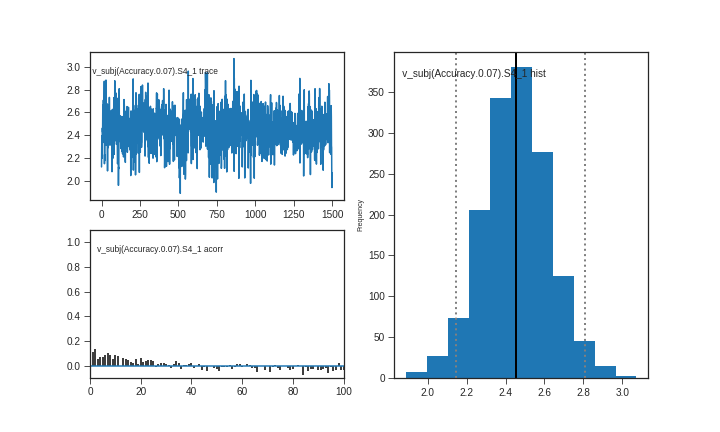 v_subj(Accuracy.0.07).S4_1 trace
3.0
2.8
2.6
2.4
2.2
2.0
0 250 500 750 1000 1250 1500
v_subj(Accuracy.0.07).S4_1 acorr
1.0
0.8
0.6
0.4
0.2
0.0
0 20 40 60 80 100
v_subj(Accuracy.0.07).S4_1 hist
Frequency
350
300
250
200
150
100
50
0
2.0 2.2 2.4 2.6 2.8 3.0